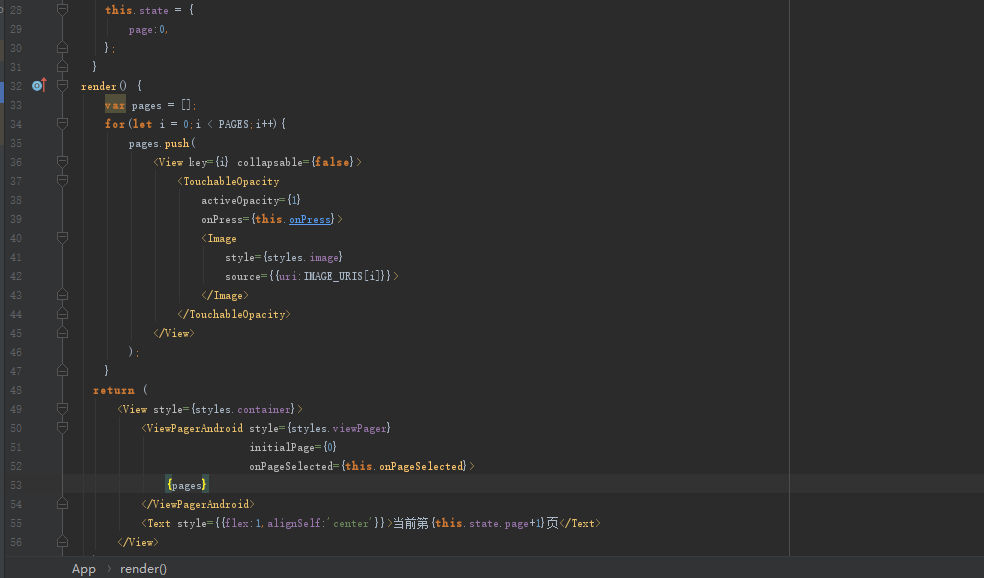 28 this.state = {
29 page:0,
30 };
31 }
32 render() {
33 var pages = [];
34 for(let i = 0;i < PAGES;i++){
35 pages.push(
36 <View key={i} collapsable={false}>
37 <TouchableOpacity
38 activeOpacity={1}
39 onPress={this.onPress}>
40 <Image
41 style={styles.image}
42 source={{uri:IMAGE_URIS[i]}}>
43 </Image>
44 </TouchableOpacity>
45 </View>
46 );
47 }
48 return (
49 <View style={styles.container}>
50 <ViewPagerAndroid style={styles.viewPager}
51 initialPage={0}
52 onPageSelected={this.onPageSelected}>
53 {pages}
54 </ViewPagerAndroid>
55 <Text style={{flex:1,alignSelf:'center'}}>当前第{this.state.page+1}页</Text>
56 </View>
App › render()